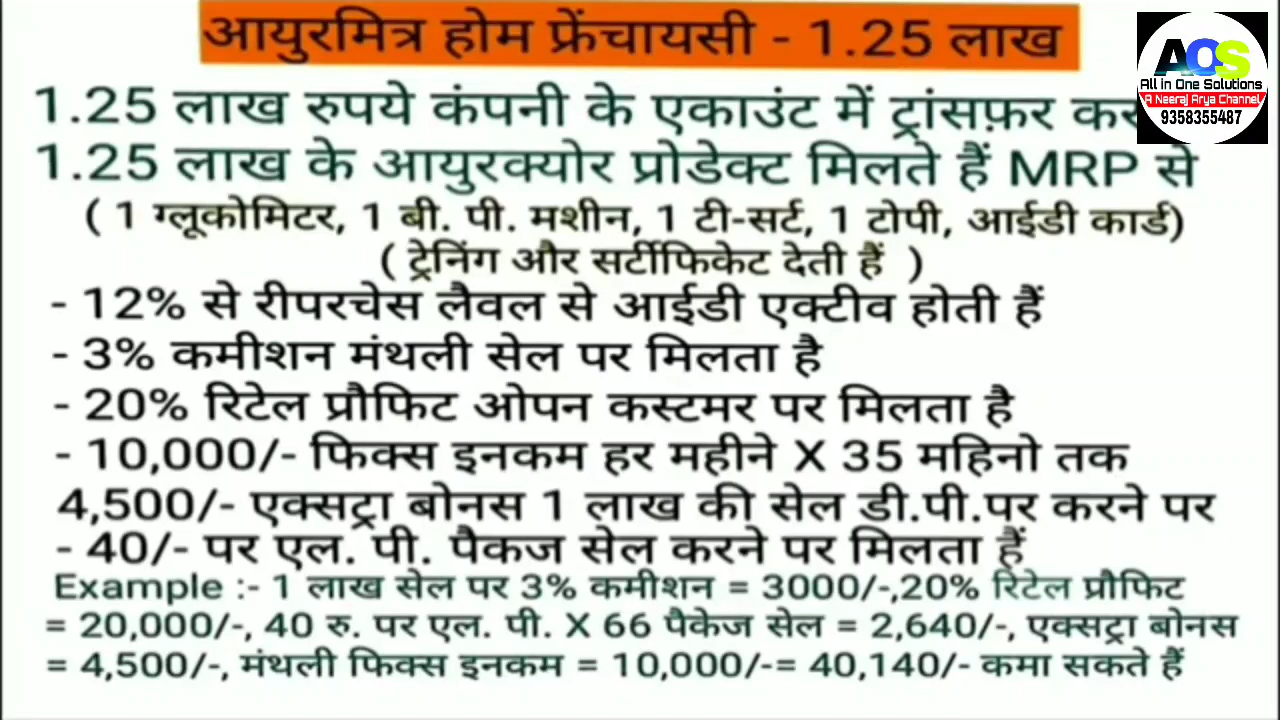 आयुरमित्र होम फ्रेंचायसी - 1.25 लाख
AOS
All in One Solutions
A Neeraj Arya Channel
9358355487
1.25 लाख रुपये कंपनी के एकाउंट में ट्रांसफ़र कर
1.25 लाख के आयुरक्योर प्रोडेक्ट मिलते हैं MRP से
( 1 ग्लूकोमिटर, 1 बी. पी. मशीन, 1 टी-सर्ट, 1 टोपी, आईडी कार्ड)
( ट्रेनिंग और सर्टीफिकेट देती हैं )
- 12% से रीपरचेस लैवल से आईडी एक्टीव होती हैं
- 3% कमीशन मंथली सेल पर मिलता है
- 20% रिटेल प्रौफिट ओपन कस्टमर पर मिलता है
- 10,000/- फिक्स इनकम हर महीने X 35 महिनो तक
4,500/- एक्सट्रा बोनस 1 लाख की सेल डी.पी.पर करने पर
- 40/- पर एल. पी. पैकज सेल करने पर मिलता हैं
Example :- 1 लाख सेल पर 3% कमीशन = 3000/-,20% रिटेल प्रौफिट
= 20,000/-, 40 रु. पर एल. पी. X 66 पैकेज सेल = 2,640/-, एक्सट्रा बोनस
= 4,500/-, मंथली फिक्स इनकम = 10,000/-= 40,140/- कमा सकते हैं